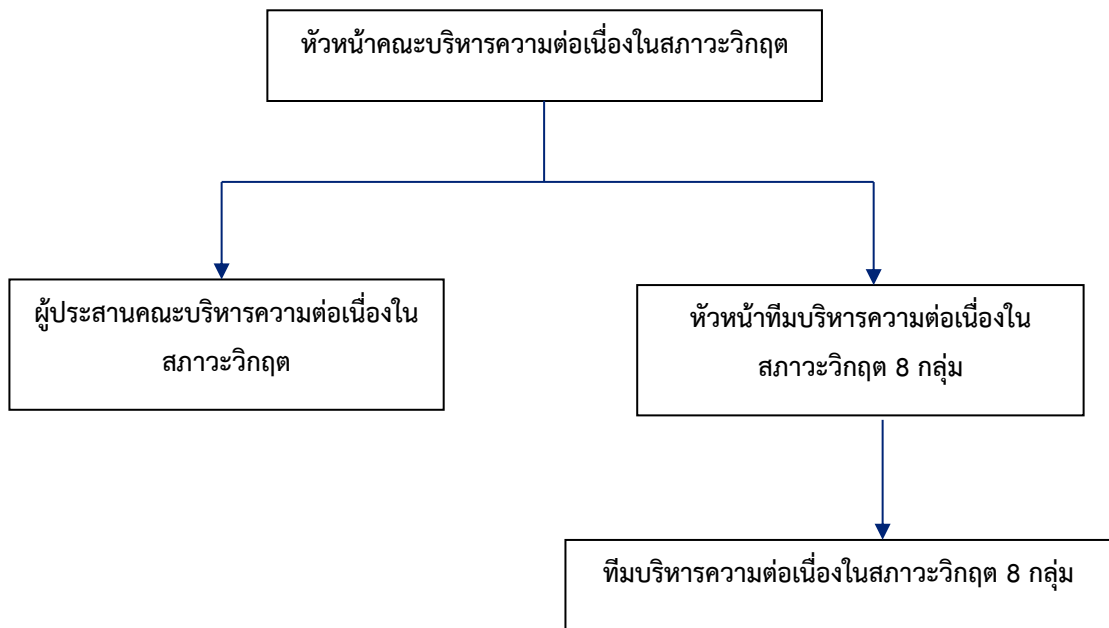 หัวหน้าคณะบริหารความต่อเนื่องในสภาวะวิกฤต
ผู้ประสานคณะบริหารความต่อเนื่องใน
สภาวะวิกฤต
หัวหน้าทีมบริหารความต่อเนื่องใน
สภาวะวิกฤต 8 กลุ่ม
ทีมบริหารความต่อเนื่องในสภาวะวิกฤต 8 กลุ่ม